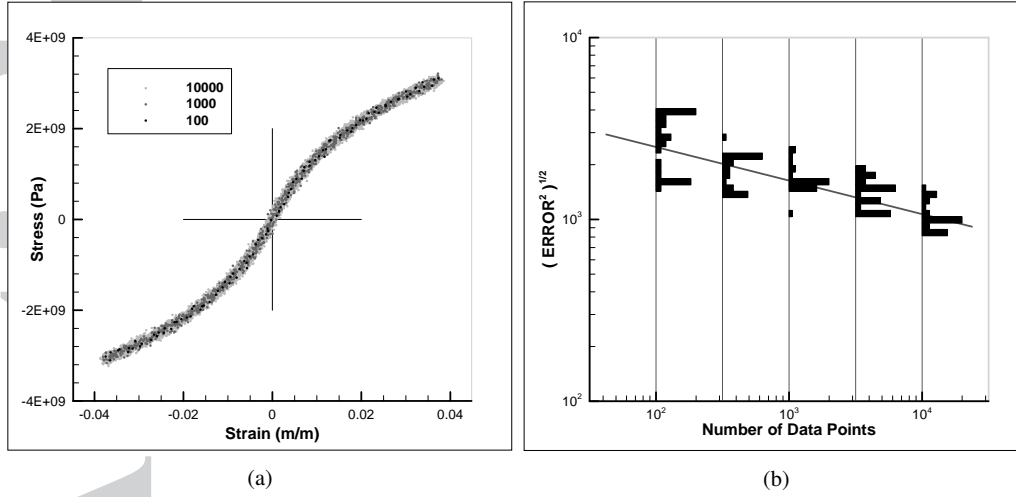 4E+09
2E+09
0
-2E+09
-4E+09
Stress (Pa)
10000
1000
100
-0.04
-0.02
0
0.02
0.04
Strain (m/m)
(a)
10⁴
10³
10²
( ERROR² )¹/²
10²
10³
10⁴
Number of Data Points
(b)